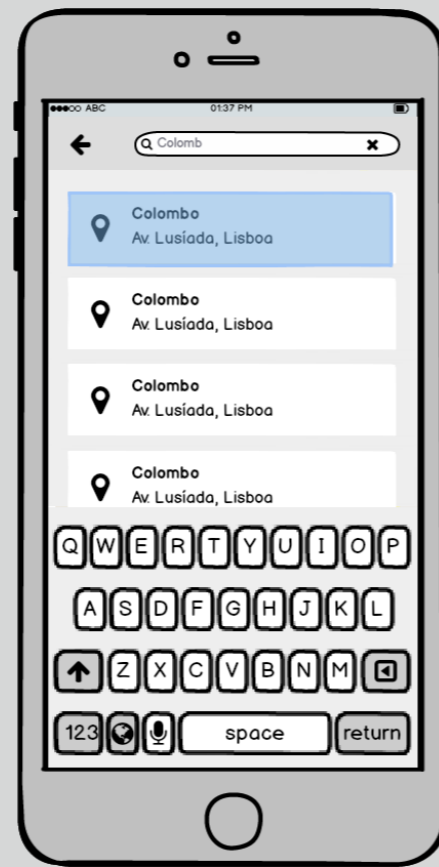 ABC 01:37 PM
Colomb
Colombo
Av. Lusíada, Lisboa
Colombo
Av. Lusíada, Lisboa
Colombo
Av. Lusíada, Lisboa
Colombo
Av. Lusíada, Lisboa
Q W E R T Y U I O P
A S D F G H J K L
Z X C V B N M
123 space return